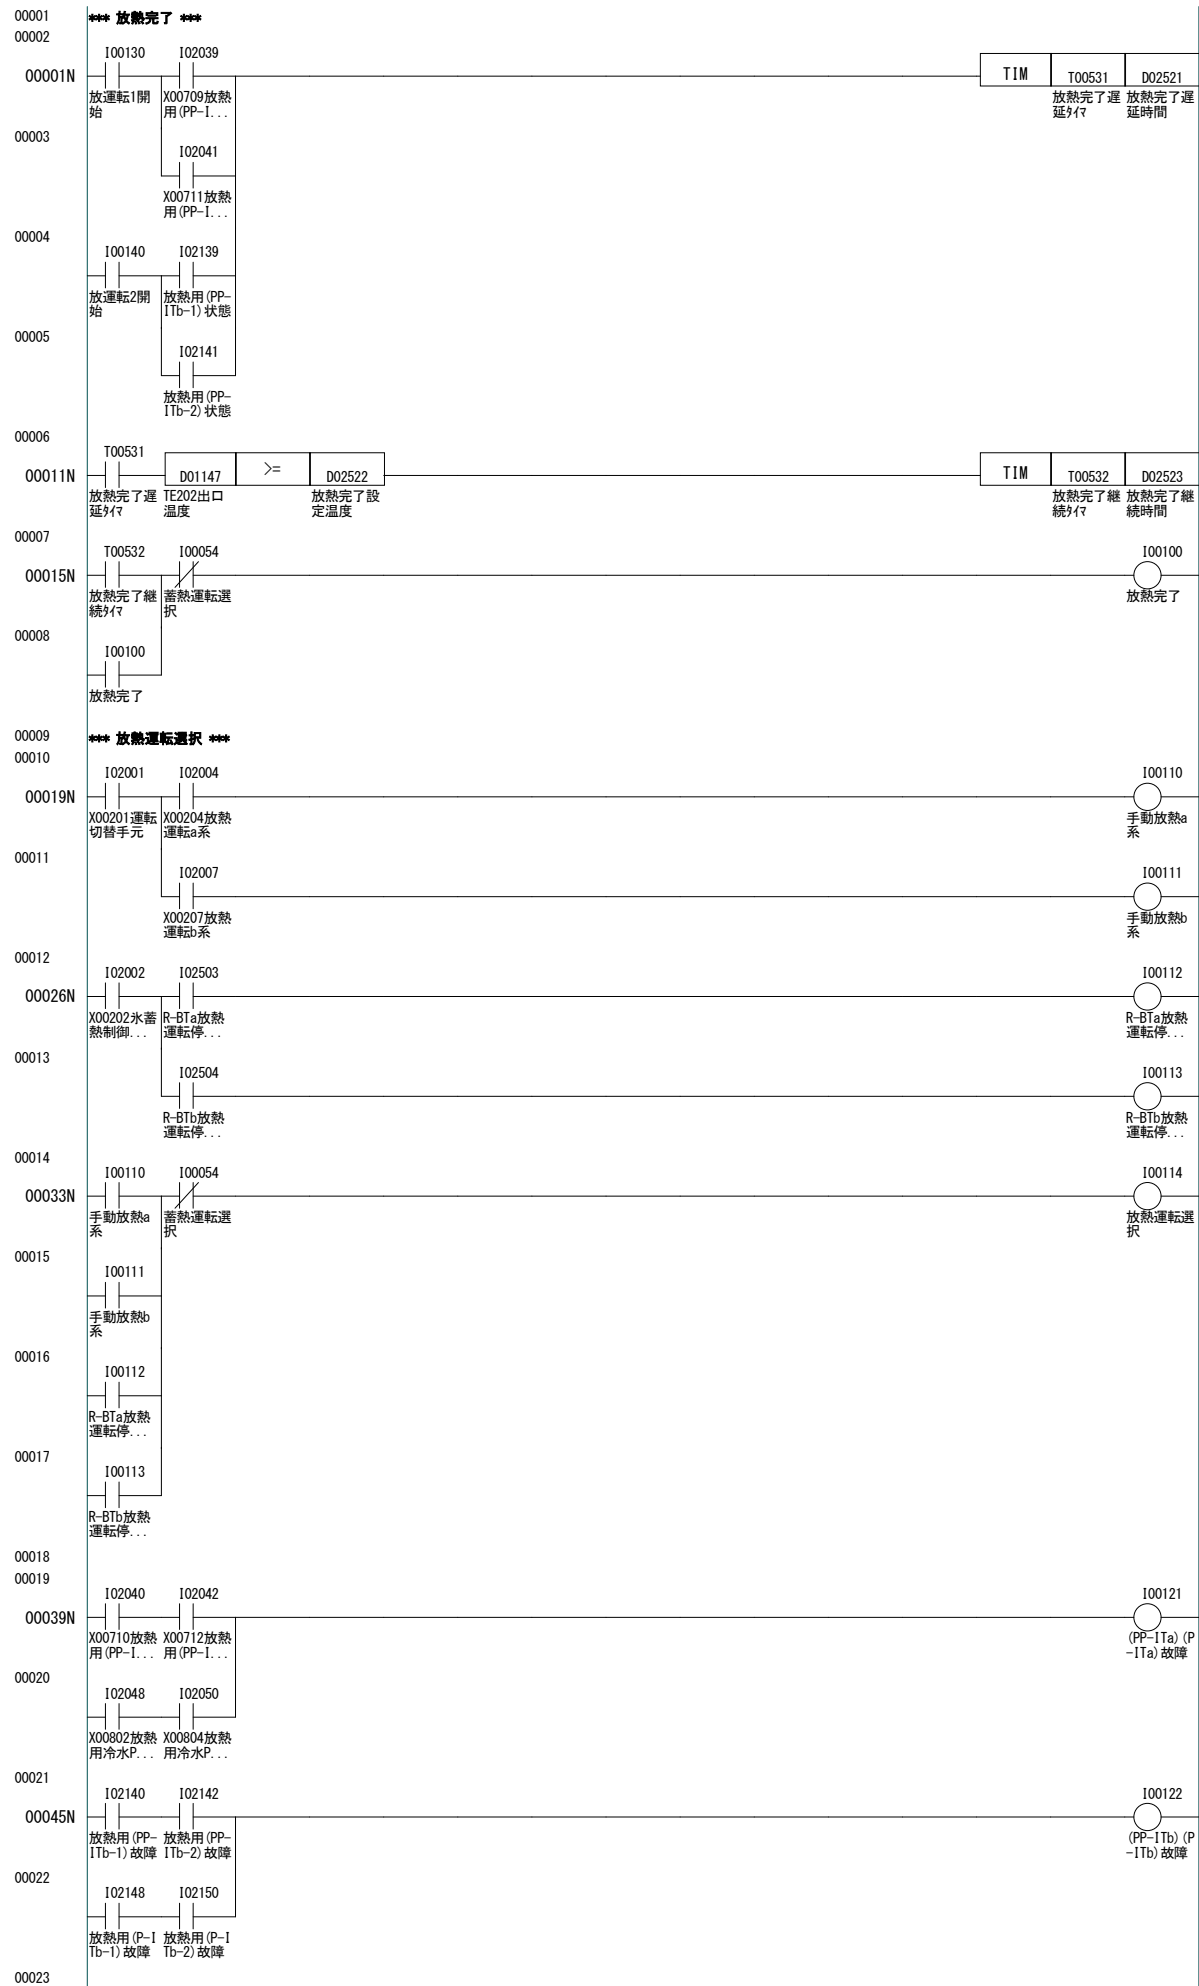 00001
*** 放熱完了 ***
00002
I00130 I02039
00001N
TIM T00531 D02521
放運転1開
始
X00709放熱
用(PP-I...
放熱完了遅
延タイマ
放熱完了遅
延時間
00003
I02041
X00711放熱
用(PP-I...
00004
I00140 I02139
放運転2開
始
放熱用(PP-
ITb-1)状態
00005
I02141
放熱用(PP-
ITb-2)状態
00006
T00531
00011N
D01147 >= D02522
TIM T00532 D02523
放熱完了遅
延タイマ
TE202出口
温度
放熱完了設
定温度
放熱完了継
続タイマ
放熱完了継
続時間
00007
T00532 I00054 I00100
00015N
放熱完了継
続タイマ
蓄熱運転選
択
放熱完了
00008
I00100
放熱完了
00009
*** 放熱運転選択 ***
00010
I02001 I02004 I00110
00019N
X00201運転
切替手元
X00204放熱
運転a系
手動放熱a
系
00011
I02007 I00111
X00207放熱
運転b系
手動放熱b
系
00012
I02002 I02503 I00112
00026N
X00202氷蓄
熱制御...
R-BTa放熱
運転停...
R-BTa放熱
運転停...
00013
I02504 I00113
R-BTb放熱
運転停...
R-BTb放熱
運転停...
00014
I00110 I00054 I00114
00033N
手動放熱a
系
蓄熱運転選
択
放熱運転選
択
00015
I00111
手動放熱b
系
00016
I00112
R-BTa放熱
運転停...
00017
I00113
R-BTb放熱
運転停...
00018
00019
I02040 I02042 I00121
00039N
X00710放熱
用(PP-I...
X00712放熱
用(PP-I...
(PP-ITa)(P
-ITa)故障
00020
I02048 I02050
X00802放熱
用冷水P...
X00804放熱
用冷水P...
00021
I02140 I02142 I00122
00045N
放熱用(PP-
ITb-1)故障
放熱用(PP-
ITb-2)故障
(PP-ITb)(P
-ITb)故障
00022
I02148 I02150
放熱用(P-I
Tb-1)故障
放熱用(P-I
Tb-2)故障
00023